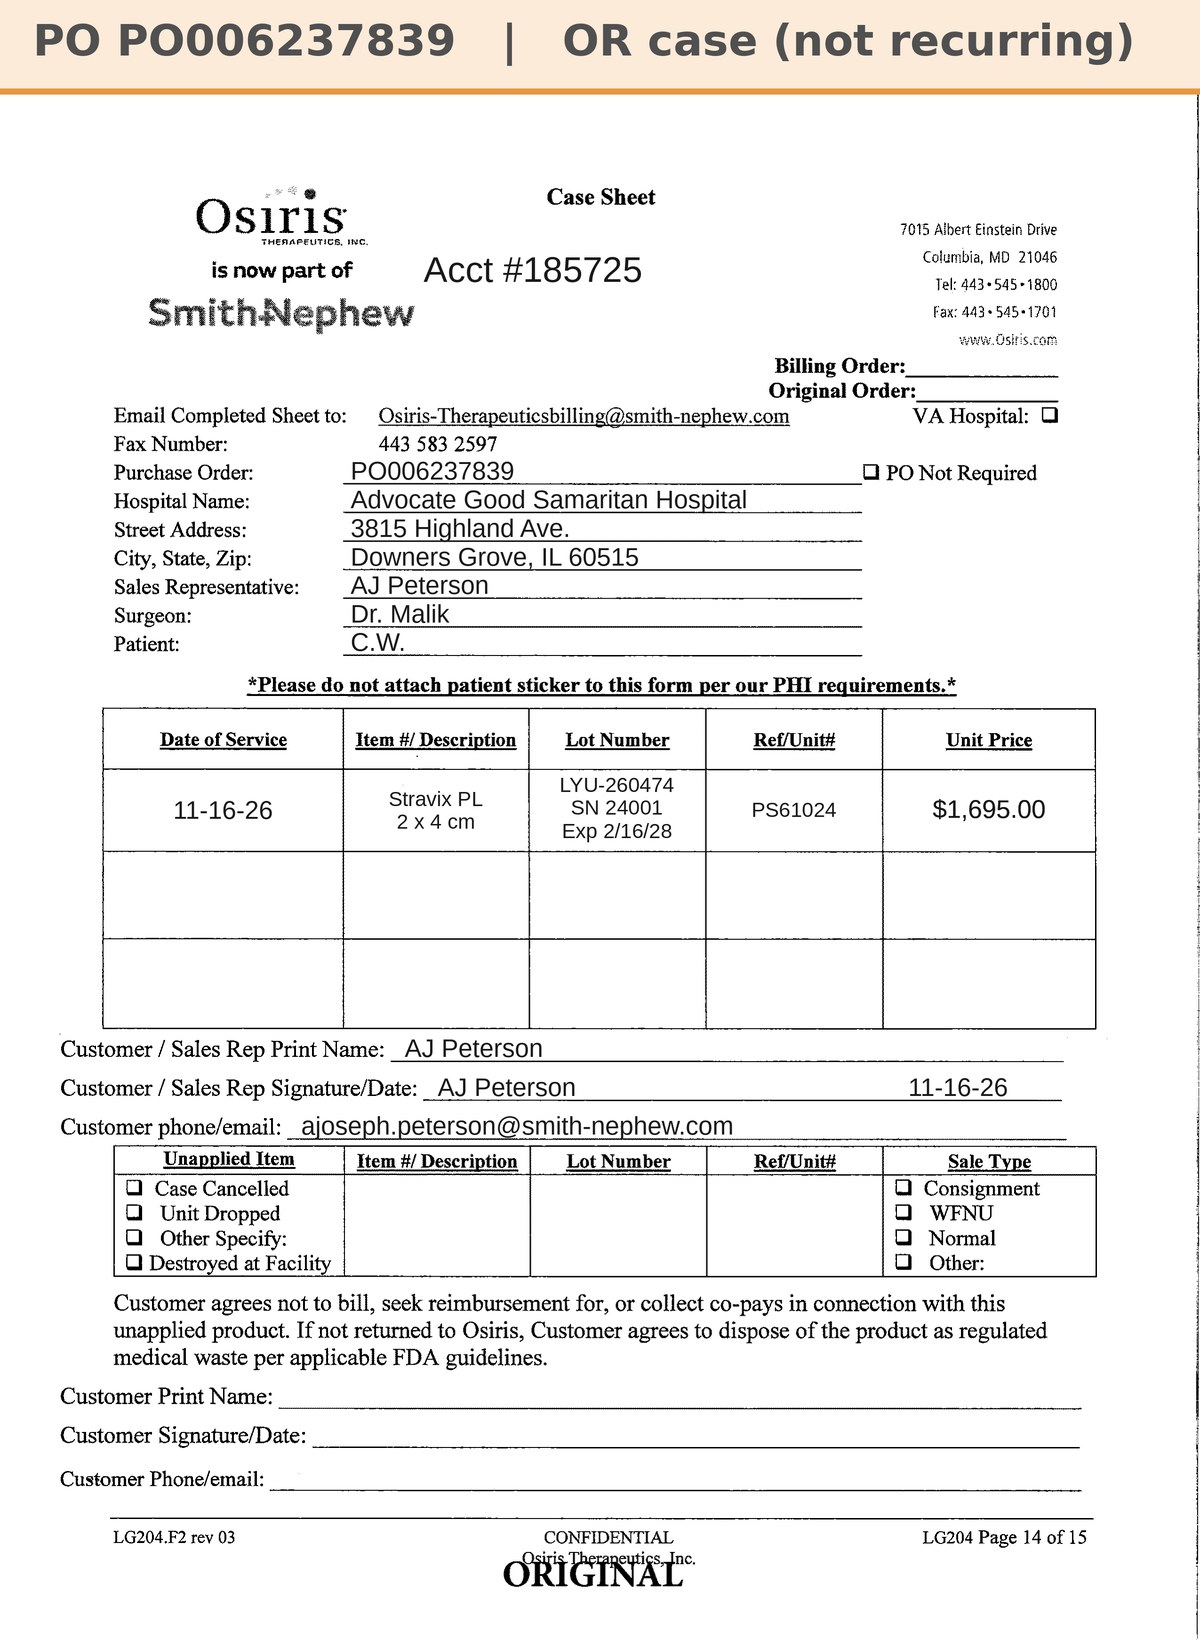 PO PO006237839 | OR case (not recurring)
Osiris
THERAPEUTICS, INC.
is now part of
Smith+Nephew
Case Sheet
Acct #185725
7015 Albert Einstein Drive
Columbia, MD 21046
Tel: 443•545•1800
Fax: 443•545•1701
www.Osiris.com
Billing Order:
Original Order:
Email Completed Sheet to: Osiris-Therapeuticsbilling@smith-nephew.com VA Hospital: ❑
Fax Number: 443 583 2597
Purchase Order: PO006237839 ❑ PO Not Required
Hospital Name: Advocate Good Samaritan Hospital
Street Address: 3815 Highland Ave.
City, State, Zip: Downers Grove, IL 60515
Sales Representative: AJ Peterson
Surgeon: Dr. Malik
Patient: C.W.
*Please do not attach patient sticker to this form per our PHI requirements.*
Date of Service Item #/ Description Lot Number Ref/Unit# Unit Price
11-16-26 Stravix PL 2 x 4 cm LYU-260474 SN 24001 Exp 2/16/28 PS61024 $1,695.00
Customer / Sales Rep Print Name: AJ Peterson
Customer / Sales Rep Signature/Date: AJ Peterson 11-16-26
Customer phone/email: ajoseph.peterson@smith-nephew.com
Unapplied Item Item #/ Description Lot Number Ref/Unit# Sale Type
❑ Case Cancelled ❑ Consignment
❑ Unit Dropped ❑ WFNU
❑ Other Specify: ❑ Normal
❑ Destroyed at Facility ❑ Other:
Customer agrees not to bill, seek reimbursement for, or collect co-pays in connection with this
unapplied product. If not returned to Osiris, Customer agrees to dispose of the product as regulated
medical waste per applicable FDA guidelines.
Customer Print Name:
Customer Signature/Date:
Customer Phone/email:
LG204.F2 rev 03 CONFIDENTIAL LG204 Page 14 of 15
Osiris Therapeutics, Inc.
ORIGINAL